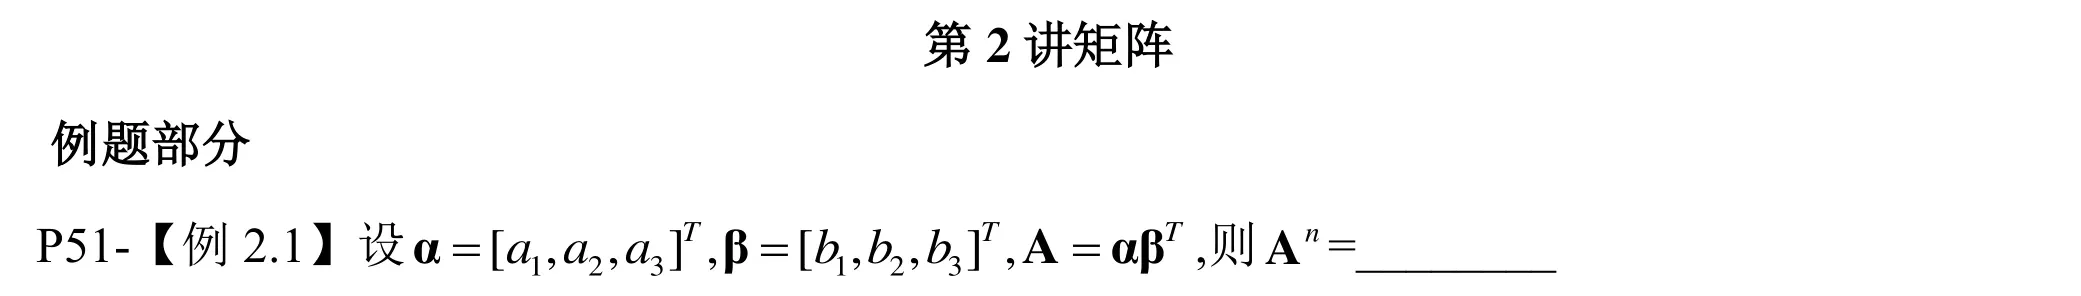 第 2 讲矩阵
例题部分
P51-【例 2.1】设 α = [a₁, a₂, a₃]ᵀ, β = [b₁, b₂, b₃]ᵀ, A = αβᵀ ,则 Aⁿ =________